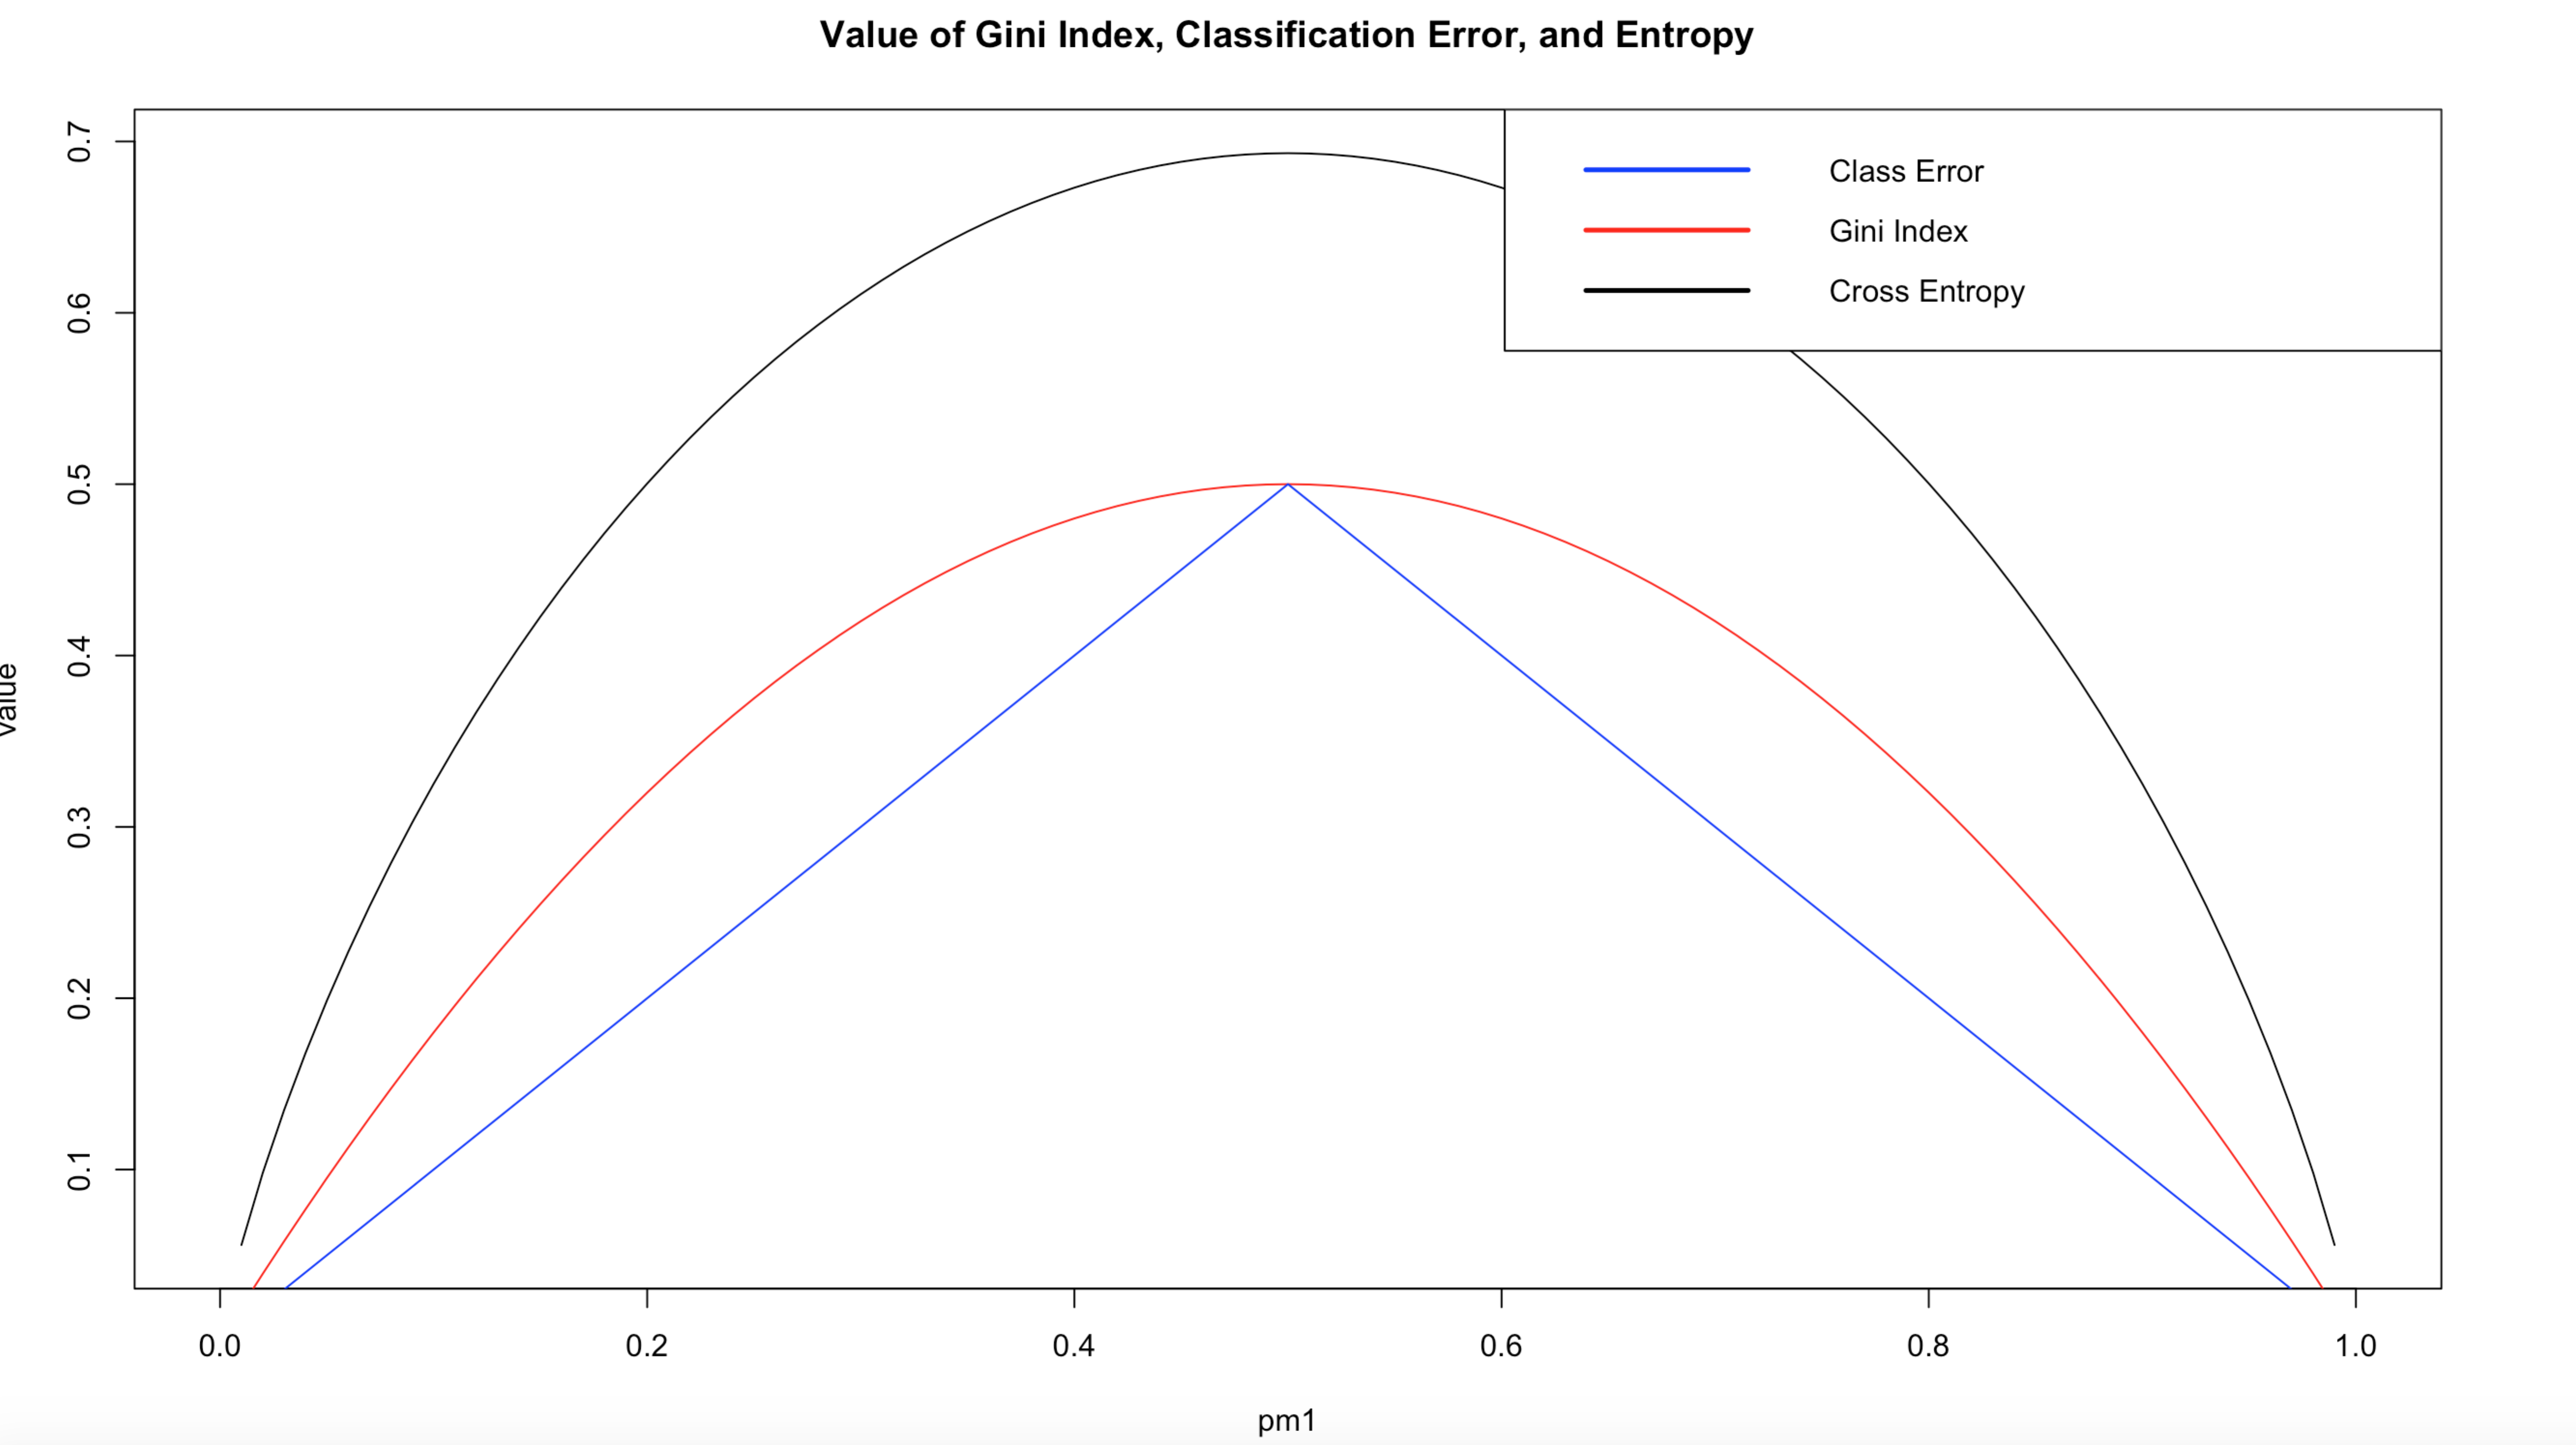 Value of Gini Index, Classification Error, and Entropy
Class Error
Gini Index
Cross Entropy
0.7
0.6
0.5
0.4
0.3
0.2
0.1
Value
0.0 0.2 0.4 0.6 0.8 1.0
pm1